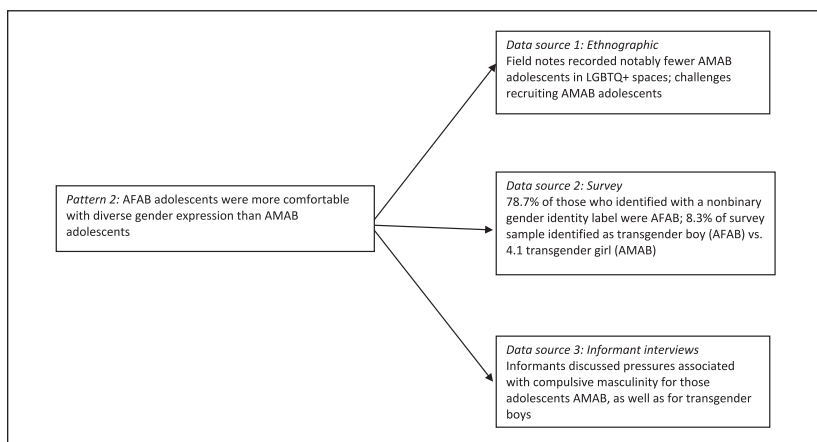 Data source 1: Ethnographic
Field notes recorded notably fewer AMAB
adolescents in LGBTQ+ spaces; challenges
recruiting AMAB adolescents
Pattern 2: AFAB adolescents were more comfortable
with diverse gender expression than AMAB
adolescents
Data source 2: Survey
78.7% of those who identified with a nonbinary
gender identity label were AFAB; 8.3% of survey
sample identified as transgender boy (AFAB) vs.
4.1 transgender girl (AMAB)
Data source 3: Informant interviews
Informants discussed pressures associated
with compulsive masculinity for those
adolescents AMAB, as well as for transgender
boys